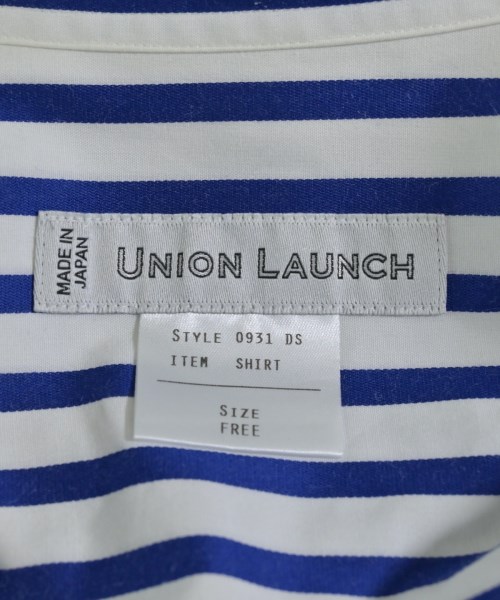 MADE IN
JAPAN
UNION LAUNCH
STYLE 0931 DS
ITEM SHIRT
SIZE
FREE